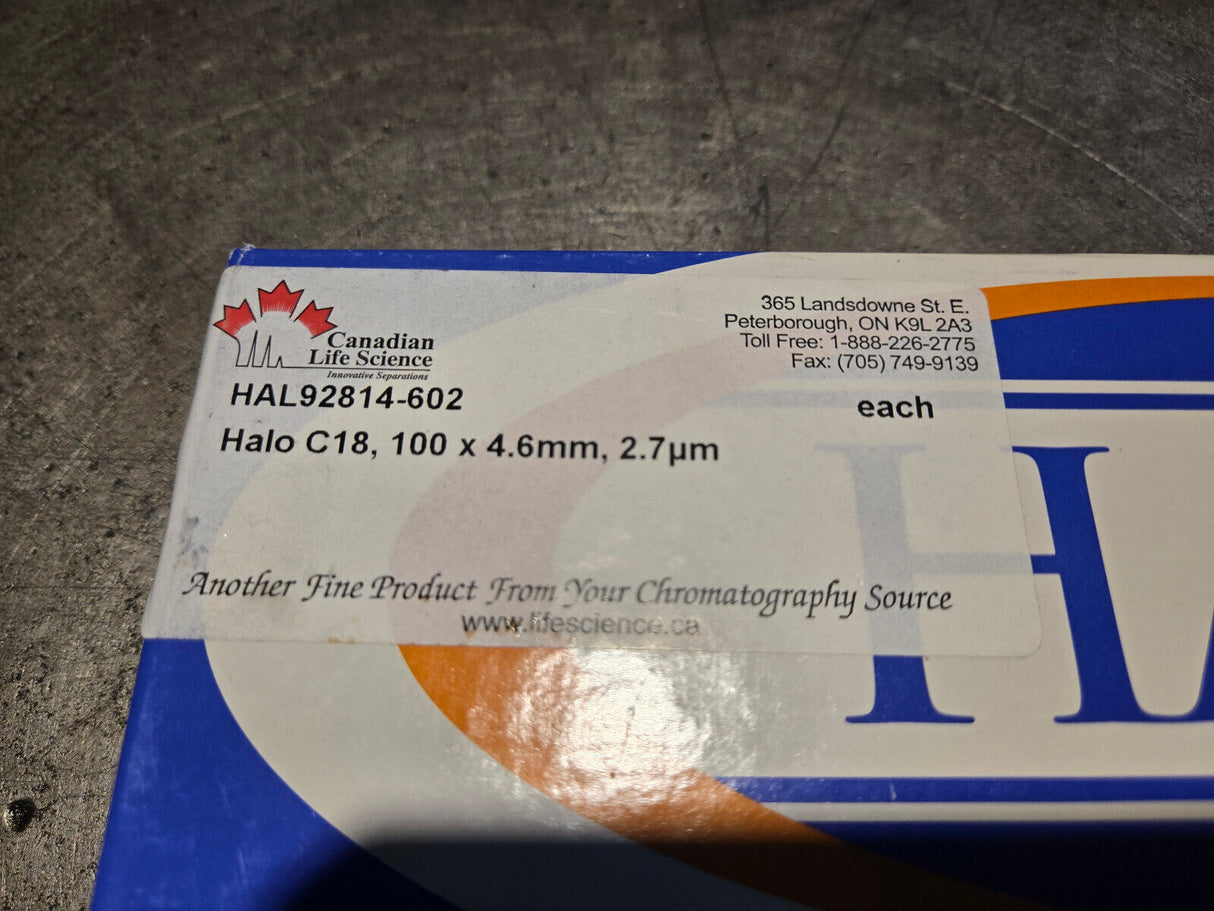 Canadian
Life Science
Innovative Separations
365 Landsdowne St. E.
Peterborough, ON K9L 2A3
Toll Free: 1-888-226-2775
Fax: (705) 749-9139
HAL92814-602
each
Halo C18, 100 x 4.6mm, 2.7µm
Another Fine Product From Your Chromatography Source
www.lifescience.ca
H